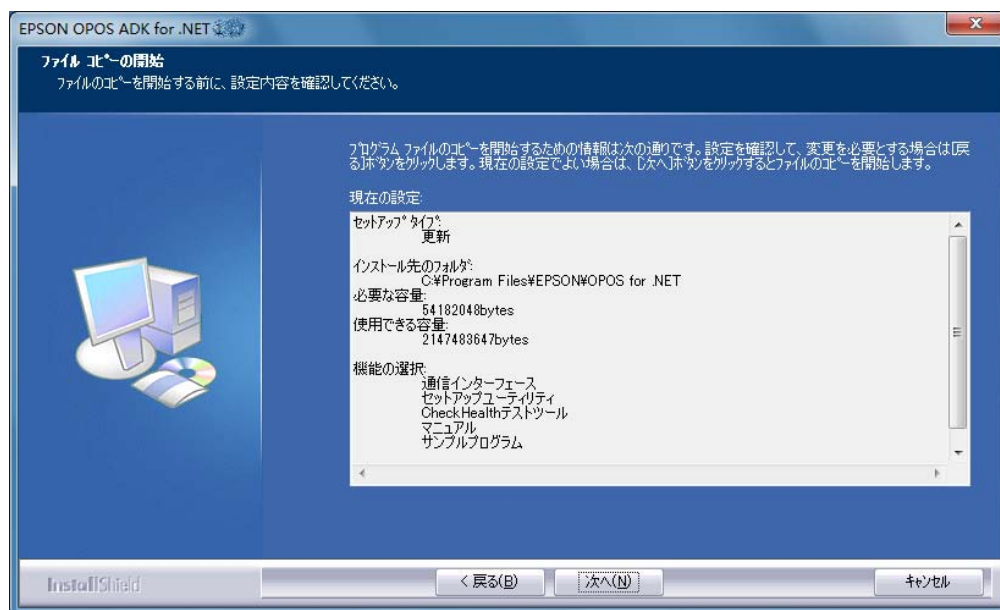 EPSON OPOS ADK for .NET
ファイル コピーの開始
ファイルのコピーを開始する前に、設定内容を確認してください。
プログラム ファイルのコピーを開始するための情報は次の通りです。設定を確認して、変更を必要とする場合は[戻
る]ボタンをクリックします。現在の設定でよい場合は、[次へ]ボタンをクリックするとファイルのコピーを開始します。
現在の設定:
セットアップ タイプ:
更新
インストール先のフォルダ:
C:¥Program Files¥EPSON¥OPOS for .NET
必要な容量:
54182048bytes
使用できる容量:
2147483647bytes
機能の選択:
通信インターフェース
セットアップユーティリティ
CheckHealthテストツール
マニュアル
サンプルプログラム
InstallShield
< 戻る(B)
次へ(N)
キャンセル